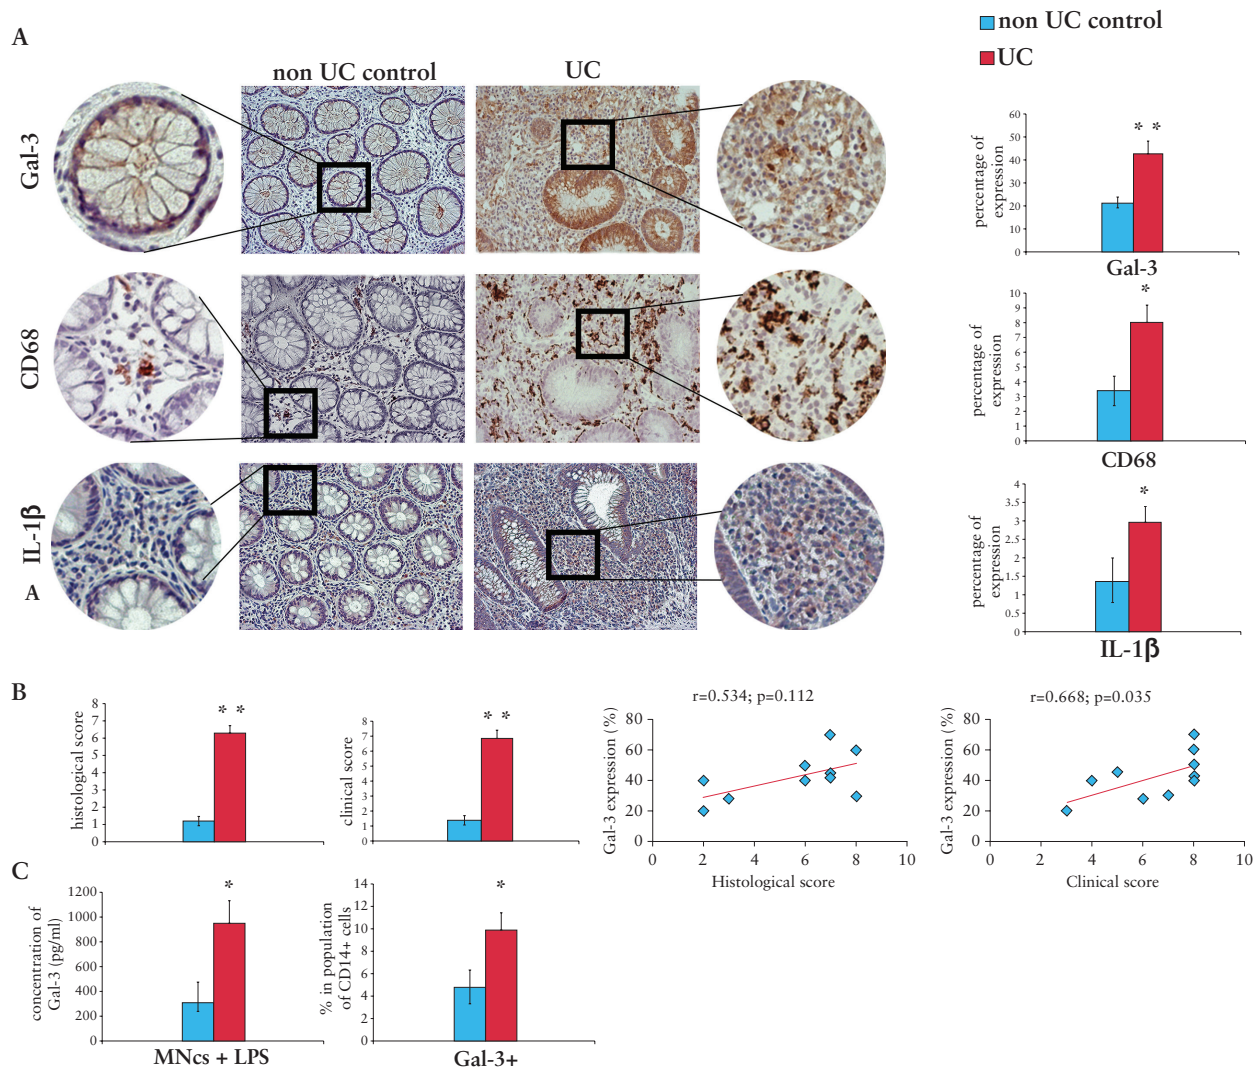 A
non UC control
UC
non UC control
UC
Gal-3
percentage of
expression
60
50
40
30
20
10
0
* *
Gal-3
CD68
percentage of
expression
10
9
8
7
6
5
4
3
2
1
0
*
CD68
IL-1β
A
percentage of
expression
4
3.5
3
2.5
2
1.5
1
0.5
0
*
IL-1β
B
histological score
8
7
6
5
4
3
2
1
0
* *
clinical score
8
7
6
5
4
3
2
1
0
* *
r=0.534; p=0.112
Gal-3 expression (%)
80
60
40
20
0
0 2 4 6 8 10
Histological score
r=0.668; p=0.035
Gal-3 expression (%)
80
60
40
20
0
0 2 4 6 8 10
Clinical score
C
concentration of
Gal-3 (pg/ml)
1200
1000
800
600
400
200
0
*
MNcs + LPS
% in population
of CD14+ cells
14
12
10
8
6
4
2
0
*
Gal-3+